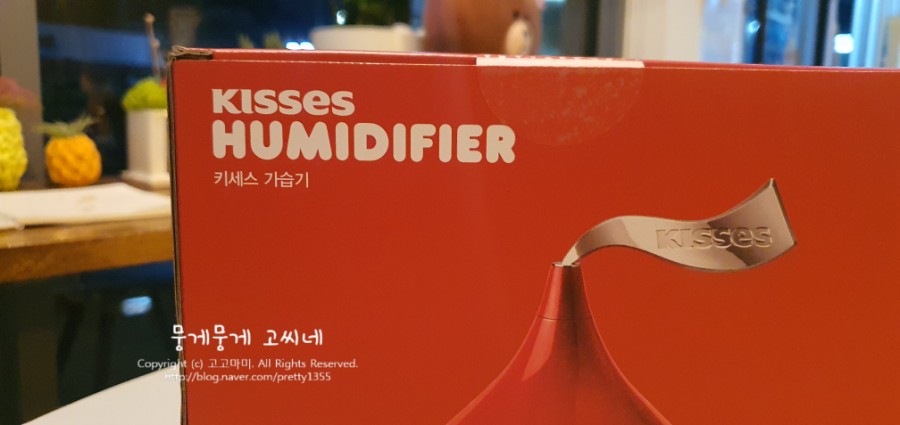 KISSES
HUMIDIFIER
키세스 가습기
KISSES
뭉게뭉게 고씨네
Copyright (c) 고고마미. All Rights Reserved.
http://blog.naver.com/pretty1355